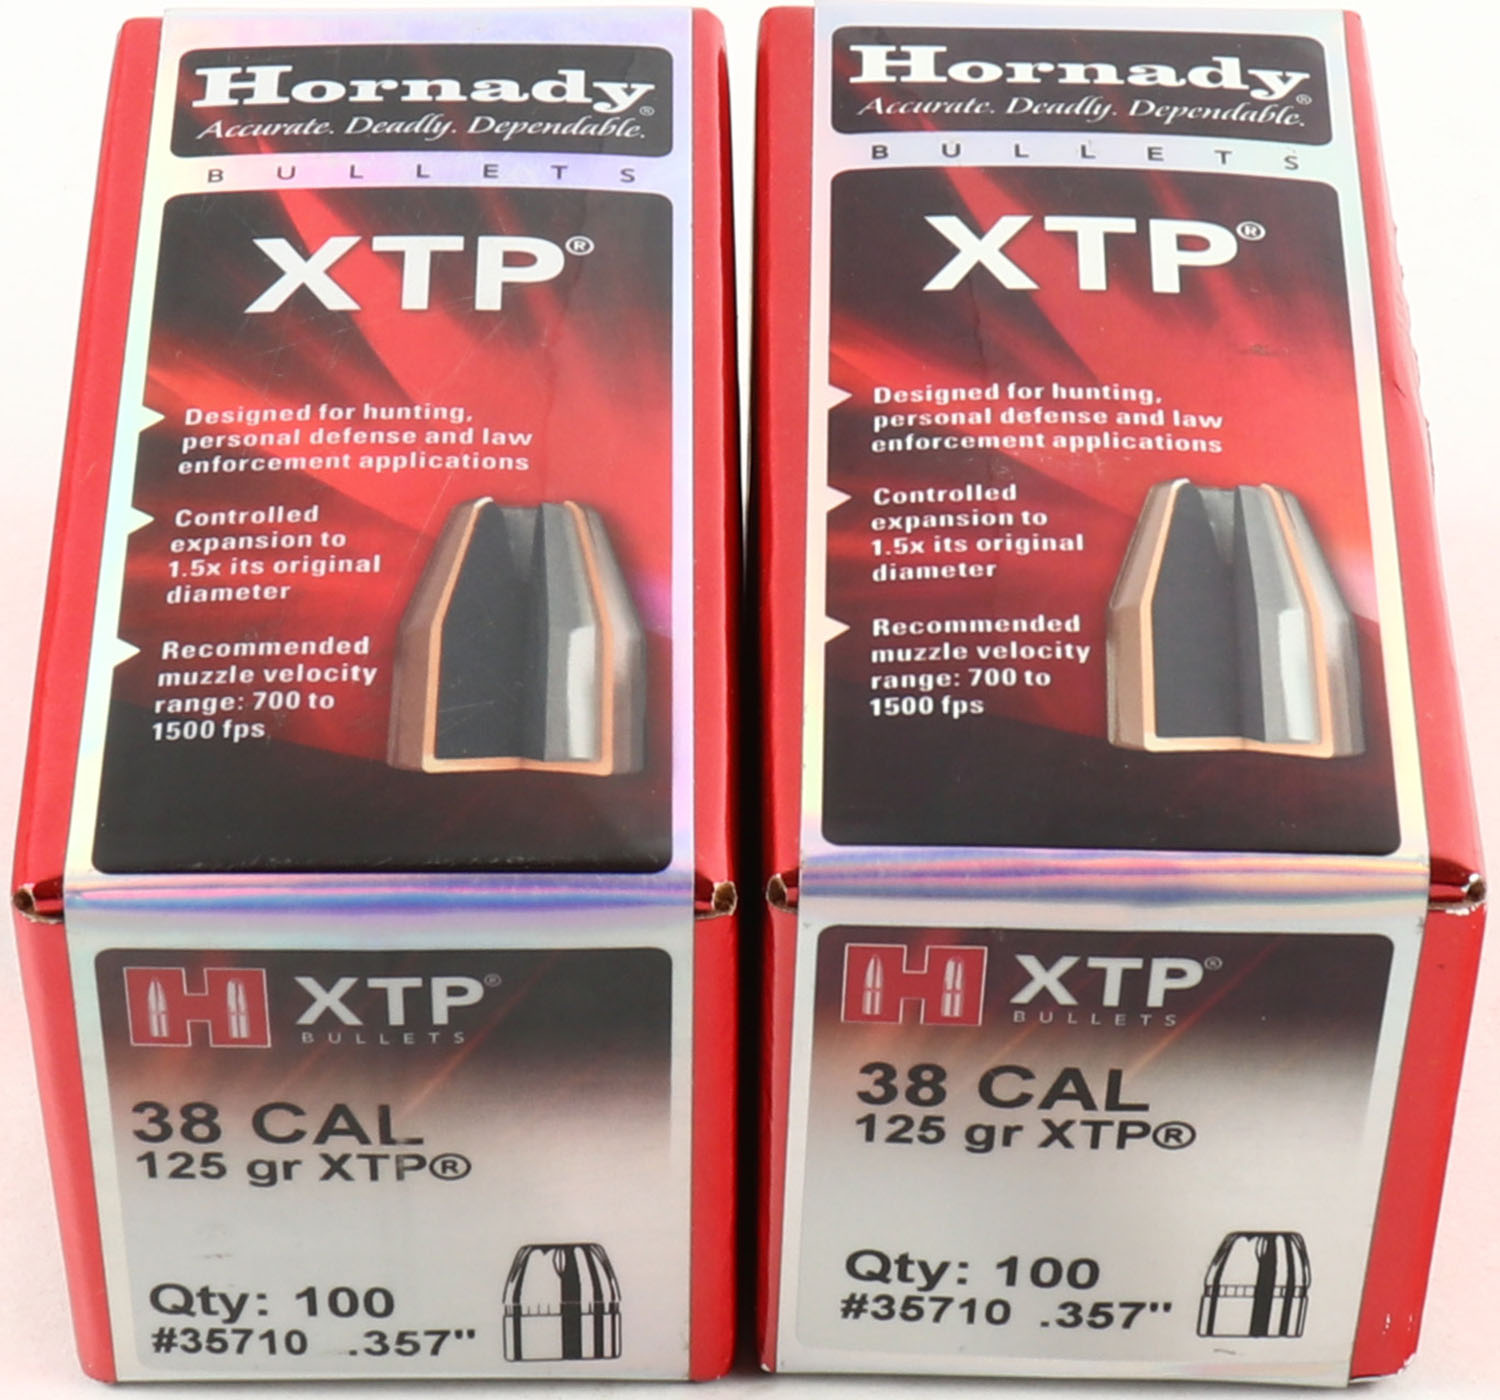 Hornady®
Accurate. Deadly. Dependable.
BULLETS
XTP®
Designed for hunting,
personal defense and law
enforcement applications
Controlled
expansion to
1.5x its original
diameter
Recommended
muzzle velocity
range: 700 to
1500 fps
H XTP®
BULLETS
38 CAL
125 gr XTP®
Qty: 100
#35710 .357"
Hornady®
Accurate. Deadly. Dependable.
BULLETS
XTP®
Designed for hunting,
personal defense and law
enforcement applications
Controlled
expansion to
1.5x its original
diameter
Recommended
muzzle velocity
range: 700 to
1500 fps
H XTP®
BULLETS
38 CAL
125 gr XTP®
Qty: 100
#35710 .357"